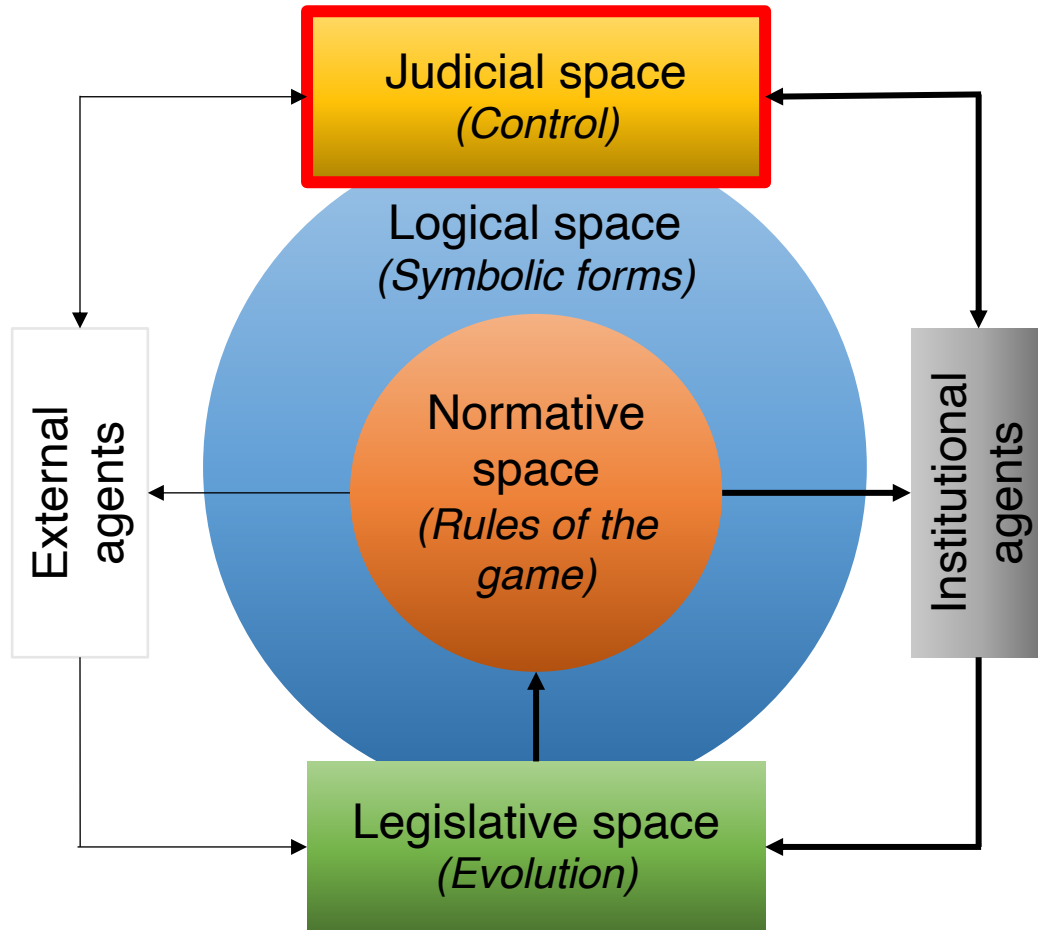 Judicial space
(Control)
Logical space
(Symbolic forms)
External
agents
Normative
space
(Rules of the
game)
Institutional
agents
Legislative space
(Evolution)